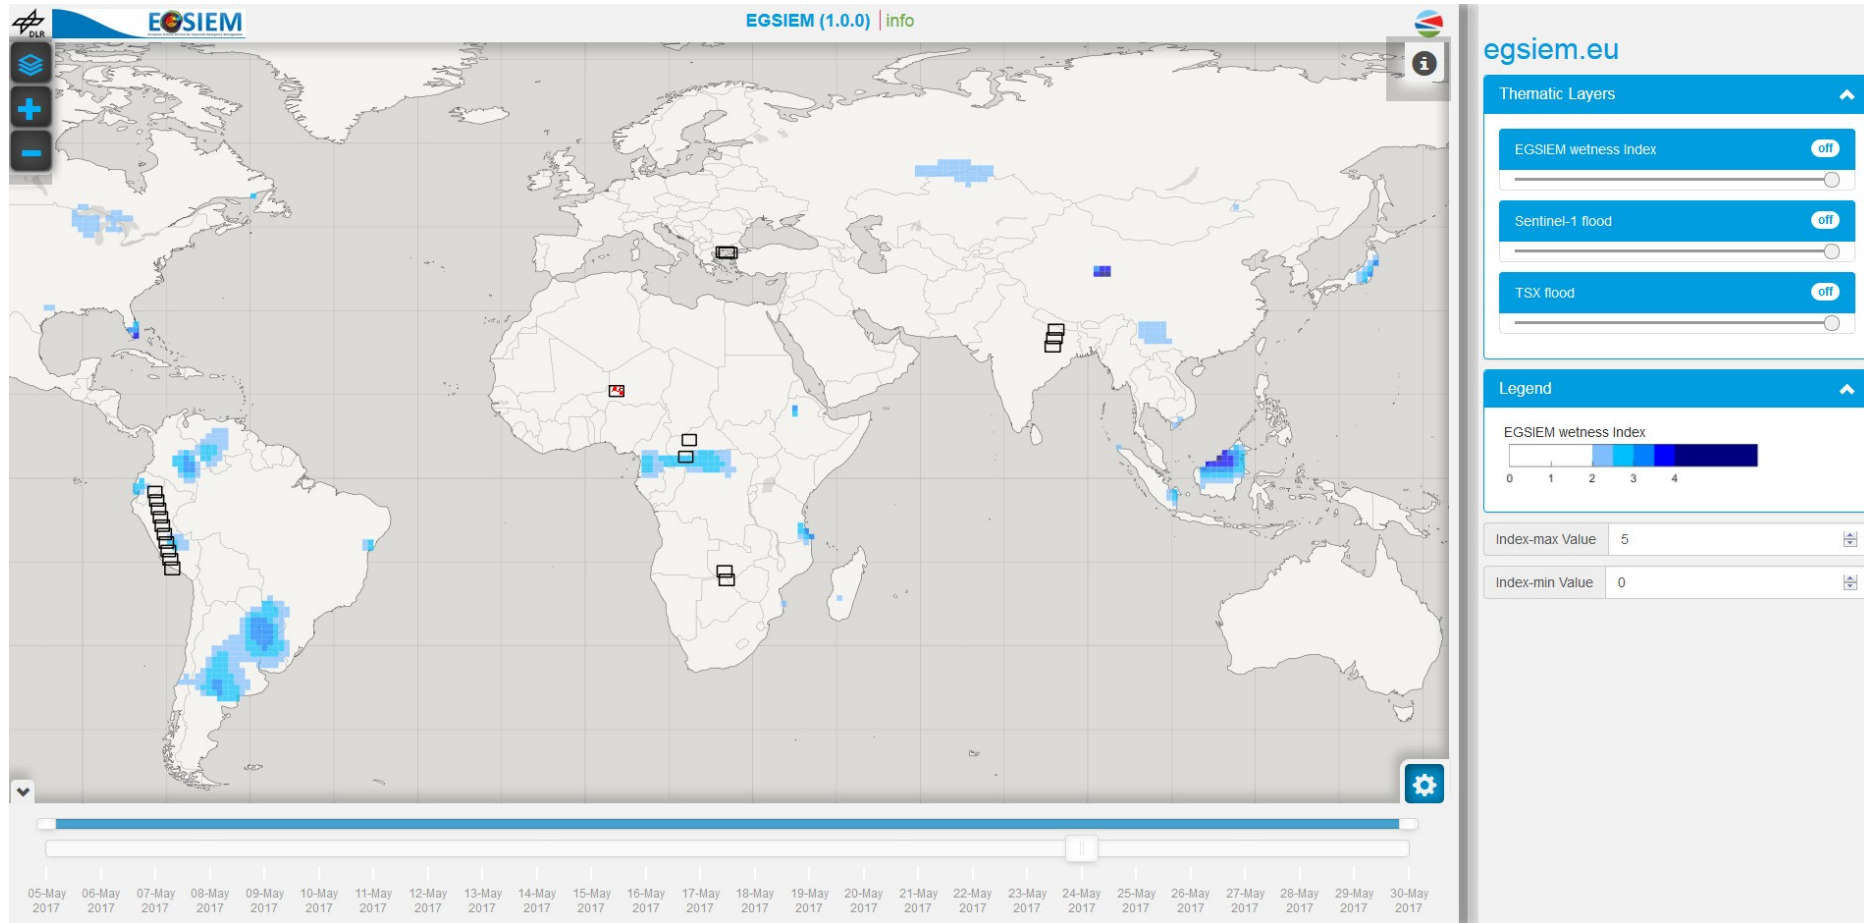 DLR
EGSIEM
EGSIEM (1.0.0) | info
egsiem.eu
Thematic Layers
EGSIEM wetness Index
off
Sentinel-1 flood
off
TSX flood
off
Legend
EGSIEM wetness Index
0 1 2 3 4
Index-max Value 5
Index-min Value 0
05-May 06-May 07-May 08-May 09-May 10-May 11-May 12-May 13-May 14-May 15-May 16-May 17-May 18-May 19-May 20-May 21-May 22-May 23-May 24-May 25-May 26-May 27-May 28-May 29-May 30-May
2017 2017 2017 2017 2017 2017 2017 2017 2017 2017 2017 2017 2017 2017 2017 2017 2017 2017 2017 2017 2017 2017 2017 2017 2017 2017